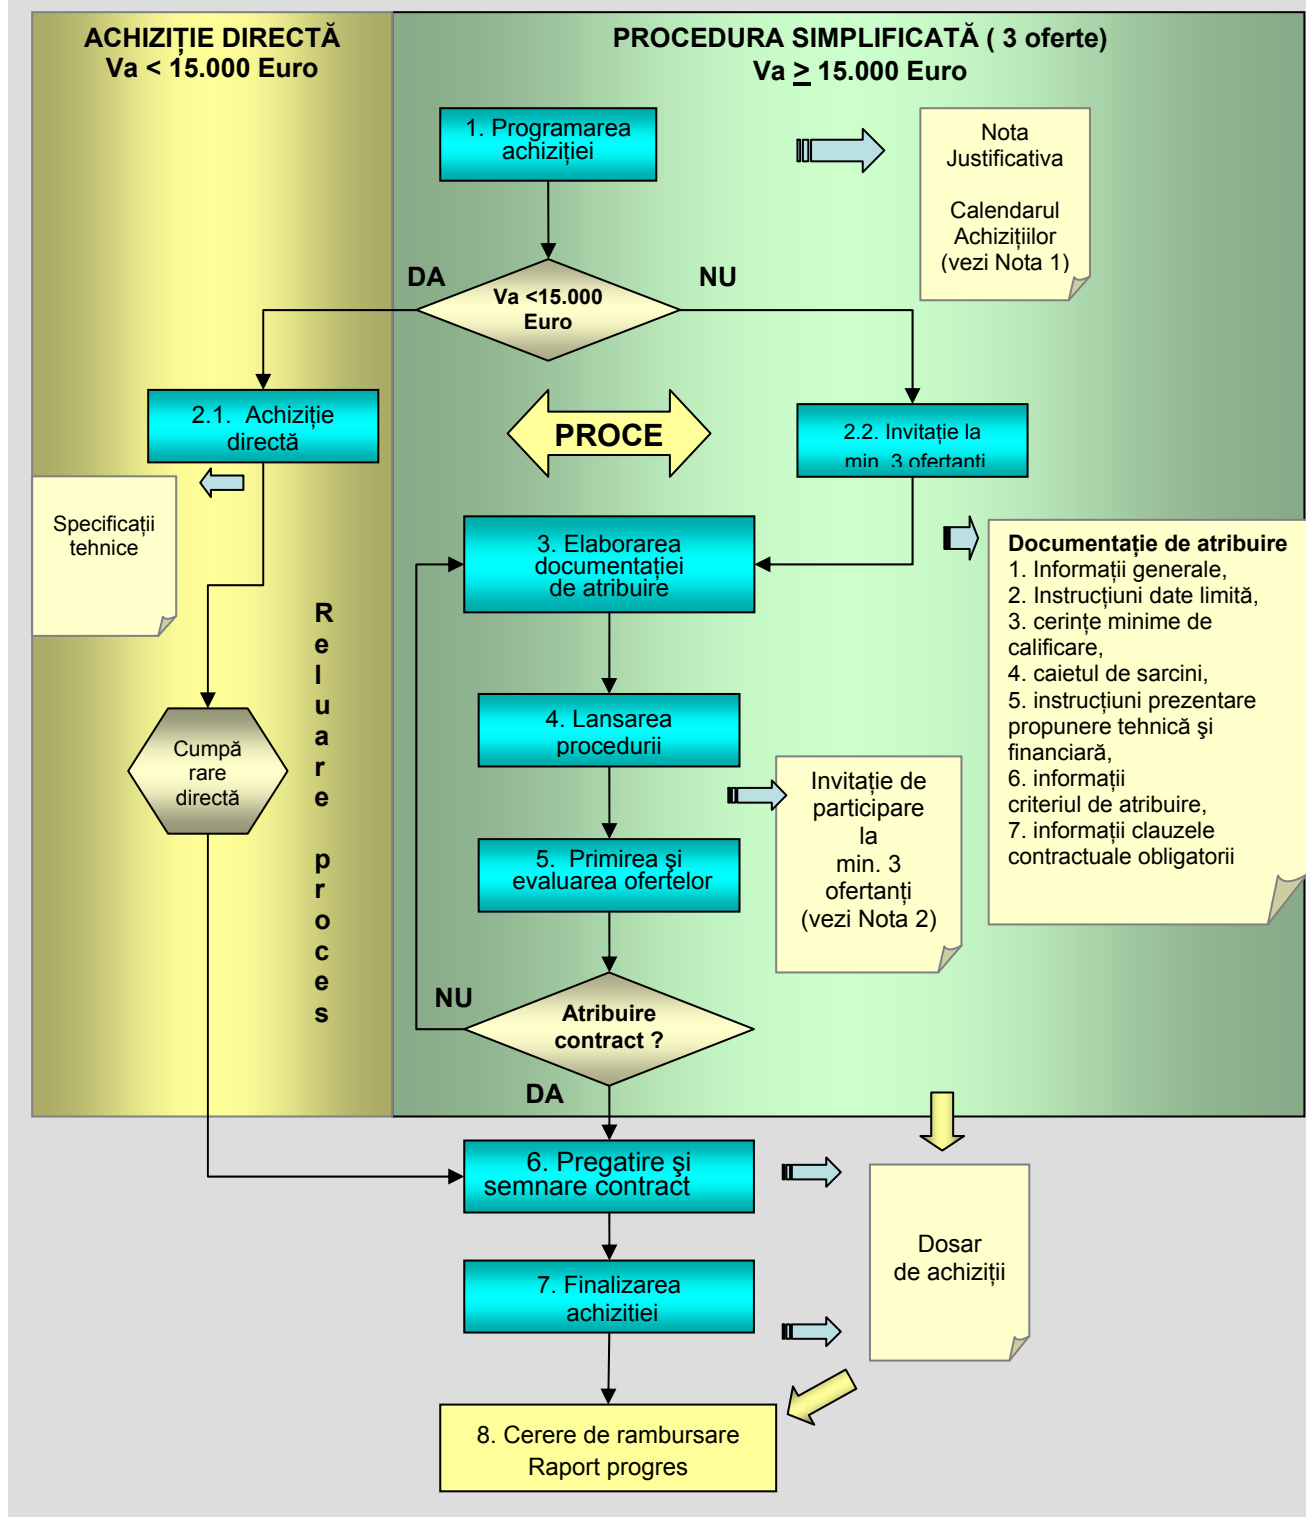 ACHIZIȚIE DIRECTĂ
Va < 15.000 Euro
PROCEDURA SIMPLIFICATĂ ( 3 oferte)
Va ≥ 15.000 Euro
1. Programarea
achiziției
Nota
Justificativa
Calendarul
Achizițiilor
(vezi Nota 1)
DA
NU
Va <15.000
Euro
2.1. Achiziție
directă
PROCE
2.2. Invitație la
min. 3 ofertanți
Specificații
tehnice
3. Elaborarea
documentației
de atribuire
Documentație de atribuire
1. Informații generale,
2. Instrucțiuni date limită,
3. cerințe minime de
calificare,
4. caietul de sarcini,
5. instrucțiuni prezentare
propunere tehnică şi
financiară,
6. informații
criteriul de atribuire,
7. informații clauzele
contractuale obligatorii
R
e
l
u
a
r
e
p
r
o
c
e
s
4. Lansarea
procedurii
Cumpă
rare
directă
Invitație de
participare
la
min. 3
ofertanți
(vezi Nota 2)
5. Primirea şi
evaluarea ofertelor
NU
Atribuire
contract ?
DA
6. Pregatire şi
semnare contract
Dosar
de achiziții
7. Finalizarea
achizitiei
8. Cerere de rambursare
Raport progres